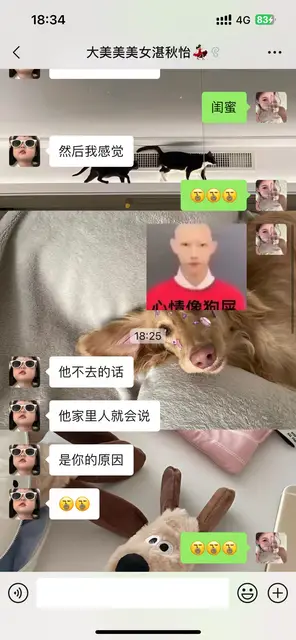 18:34
4G
83
大美美美女湛秋怡
闺蜜
然后我感觉
心情像狗屎
18:25
他不去的话
他家里人就会说
是你的原因